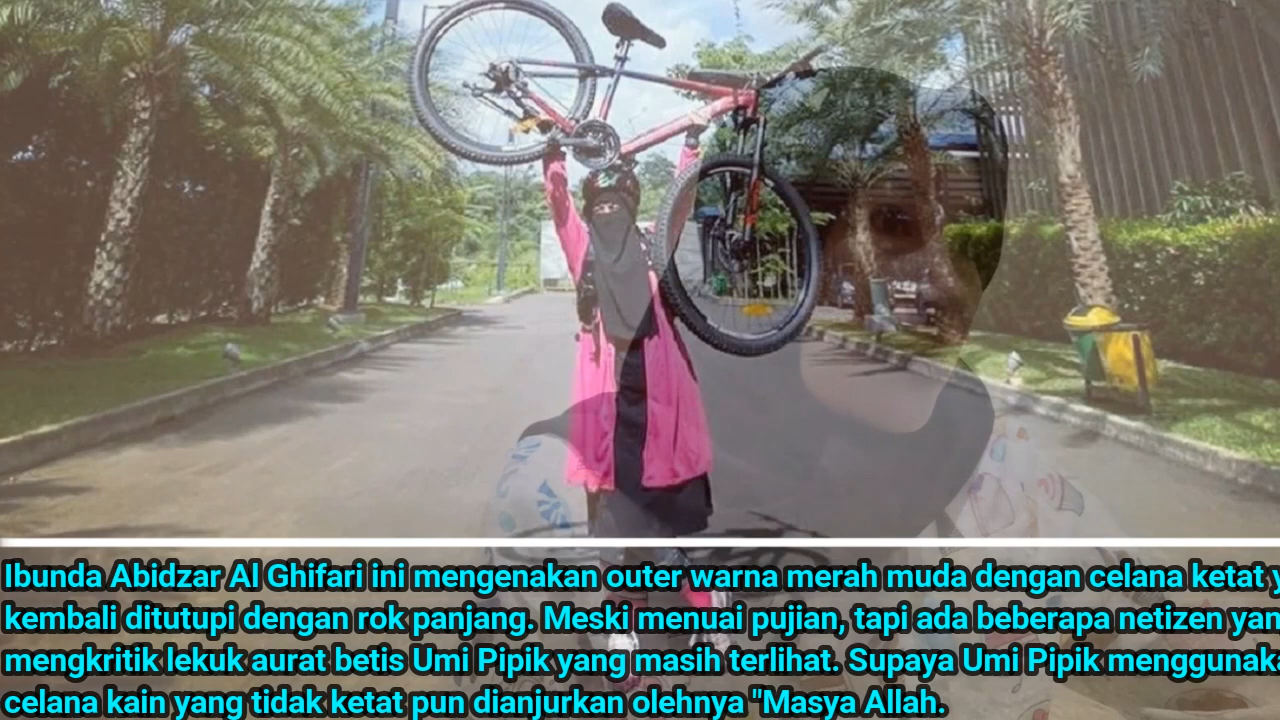 Ibunda Abidzar Al Ghifari ini mengenakan outer warna merah muda dengan celana ketat
kembali ditutupi dengan rok panjang. Meski menuai pujian, tapi ada beberapa netizen
mengkritik lekuk aurat betis Umi Pipik yang masih terlihat. Supaya Umi Pipik
celana kain yang tidak ketat pun dianjurkan olehnya "Masya Allah.